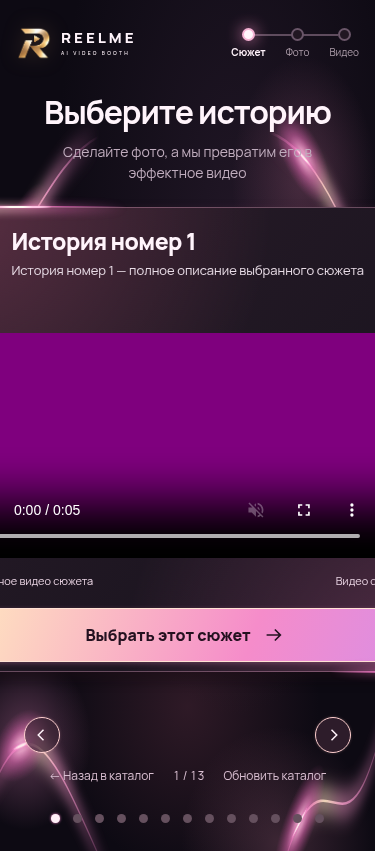 REELME
AI VIDEO BOOTH
Сюжет
Фото
Видео
Выберите историю
Сделайте фото, а мы превратим его в
эффектное видео
История номер 1
История номер 1 — полное описание выбранного сюжета
0:00 / 0:05
ное видео сюжета
Видео с
Выбрать этот сюжет →
← Назад в каталог
1 / 13
Обновить каталог